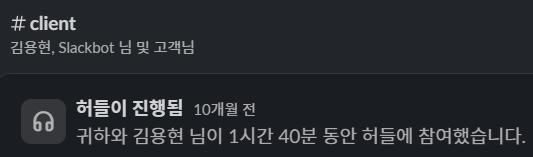 # client
김용현, Slackbot 님 및 고객님
허들이 진행됨 10개월 전
귀하와 김용현 님이 1시간 40분 동안 허들에 참여했습니다.